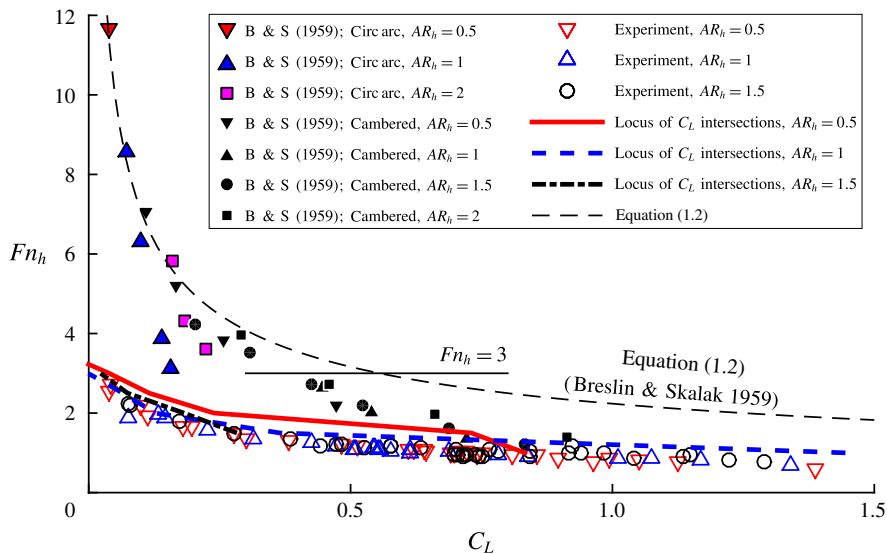 12
10
8
6
4
2
0
0.5
1.0
1.5
Fn_h
C_L
B & S (1959); Circ arc, AR_h = 0.5
B & S (1959); Circ arc, AR_h = 1
B & S (1959); Circ arc, AR_h = 2
B & S (1959); Cambered, AR_h = 0.5
B & S (1959); Cambered, AR_h = 1
B & S (1959); Cambered, AR_h = 1.5
B & S (1959); Cambered, AR_h = 2
Experiment, AR_h = 0.5
Experiment, AR_h = 1
Experiment, AR_h = 1.5
Locus of C_L intersections, AR_h = 0.5
Locus of C_L intersections, AR_h = 1
Locus of C_L intersections, AR_h = 1.5
Equation (1.2)
Fn_h = 3
Equation (1.2)
(Breslin & Skalak 1959)